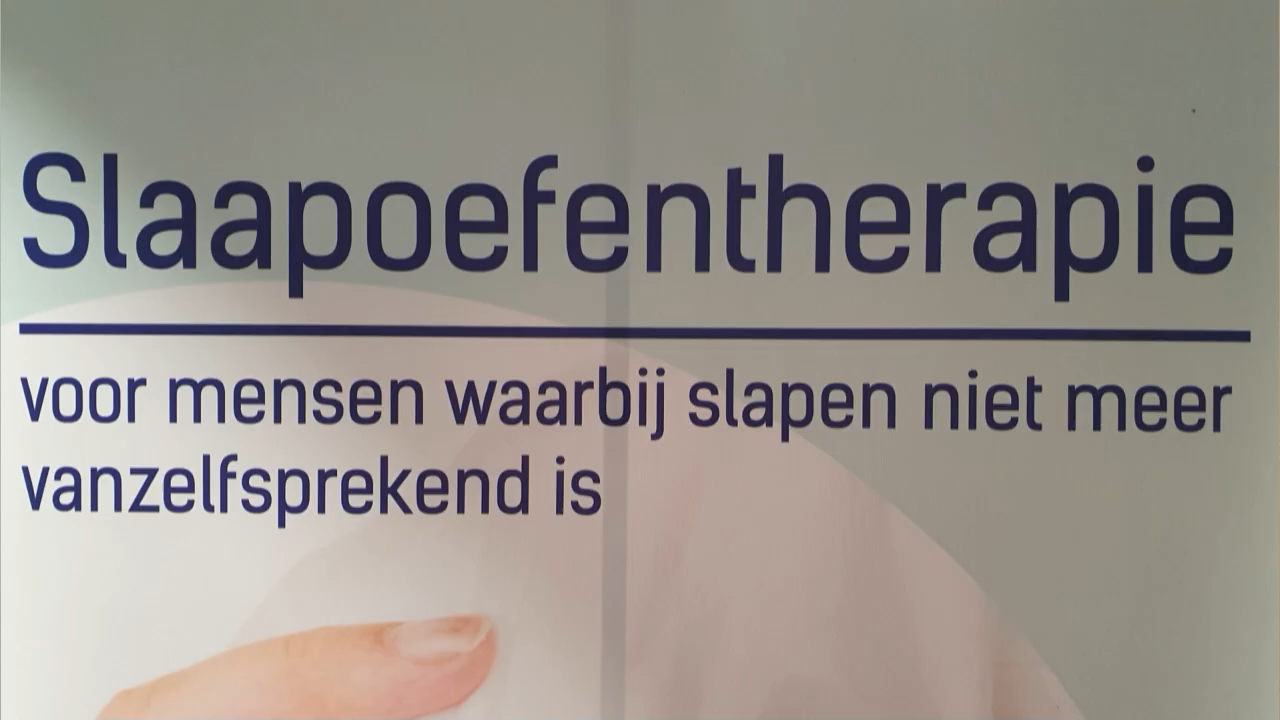 Slaapoefentherapie
voor mensen waarbij slapen niet meer
vanzelfsprekend is